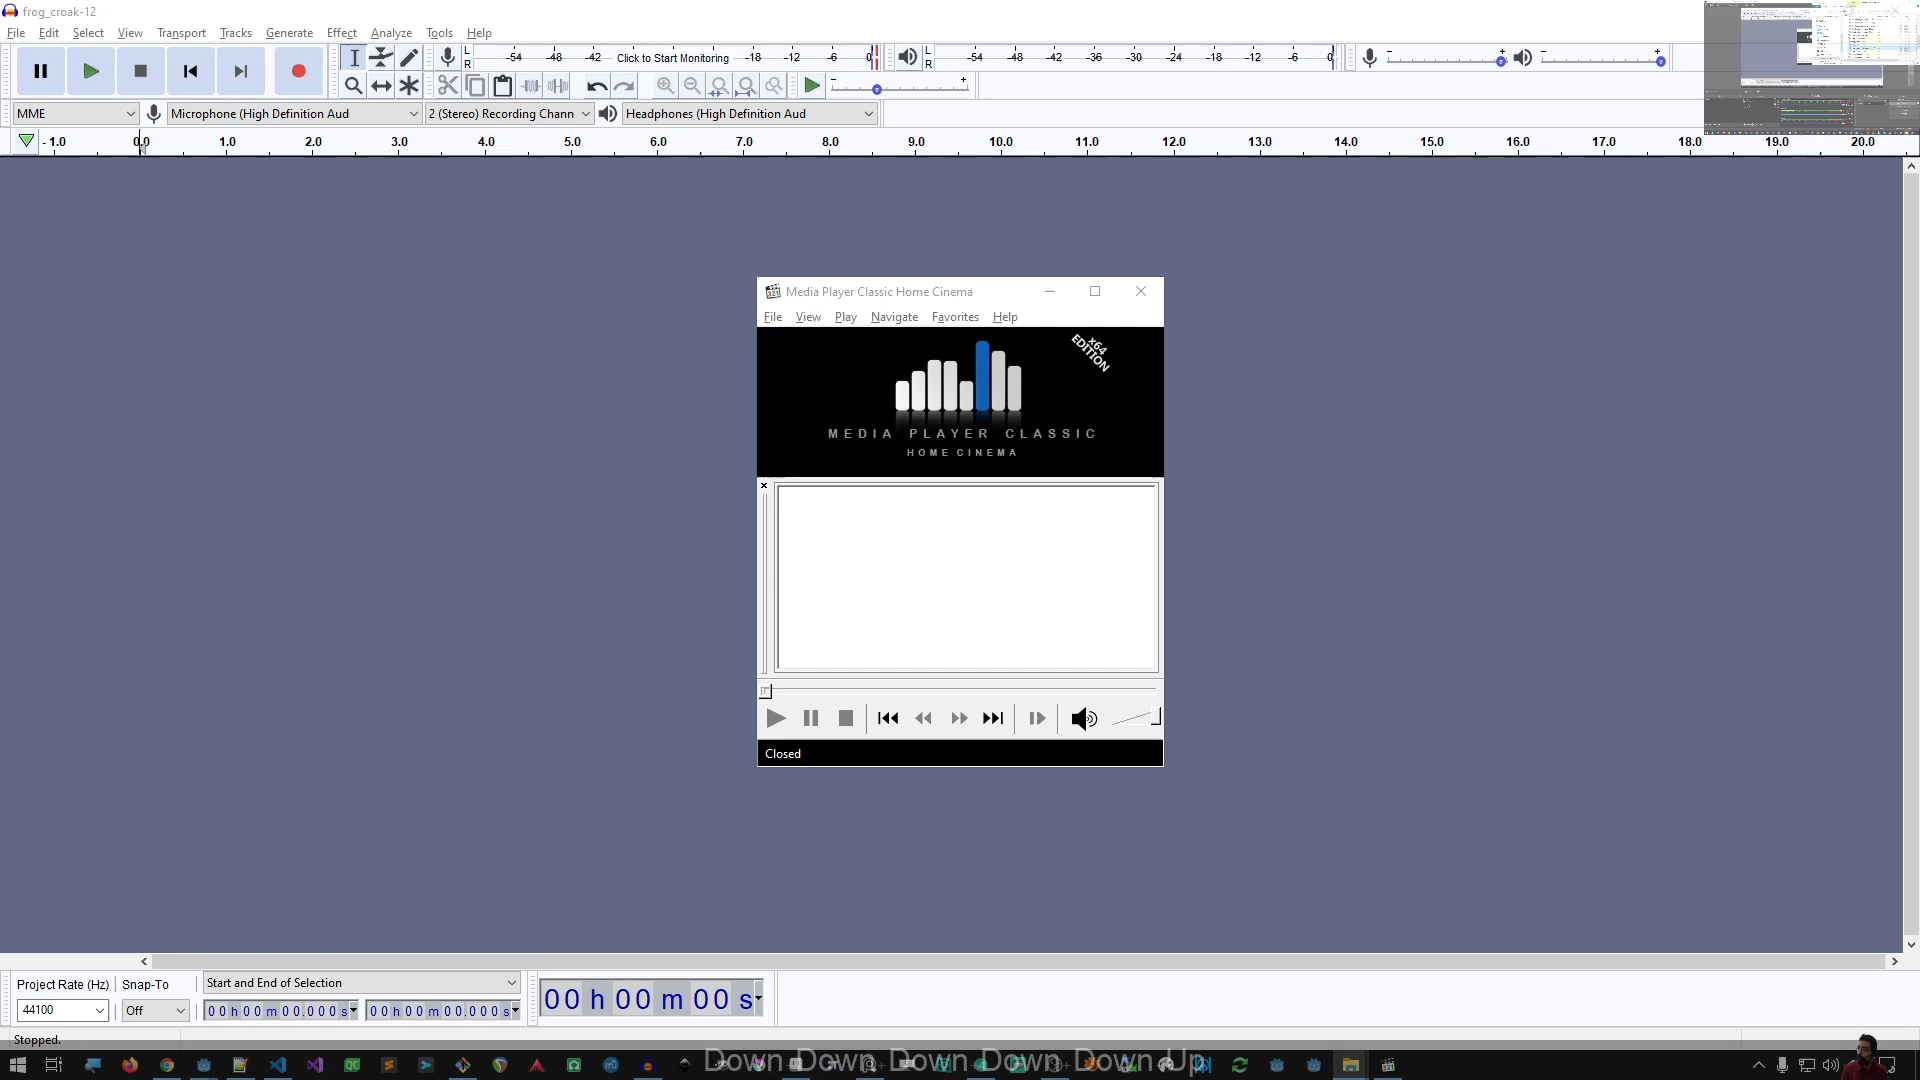 frog_croak-12
File Edit Select View Transport Tracks Generate Effect Analyze Tools Help
L R -54 -48 -42 Click to Start Monitoring -18 -12 -6 0 L R -54 -48 -42 -36 -30 -24 -18 -12 -6 0
MME Microphone (High Definition Aud 2 (Stereo) Recording Chann Headphones (High Definition Aud
-1.0 0.0 1.0 2.0 3.0 4.0 5.0 6.0 7.0 8.0 9.0 10.0 11.0 12.0 13.0 14.0 15.0 16.0 17.0 18.0 19.0 20.0
Media Player Classic Home Cinema
File View Play Navigate Favorites Help
x64
EDITION
MEDIA PLAYER CLASSIC
HOME CINEMA
Closed
Project Rate (Hz) Snap-To Start and End of Selection
44100 Off 00 h 00 m 00.000 s 00 h 00 m 00.000 s 00 h 00 m 00 s
Stopped.
Down Down Down Down Down Up